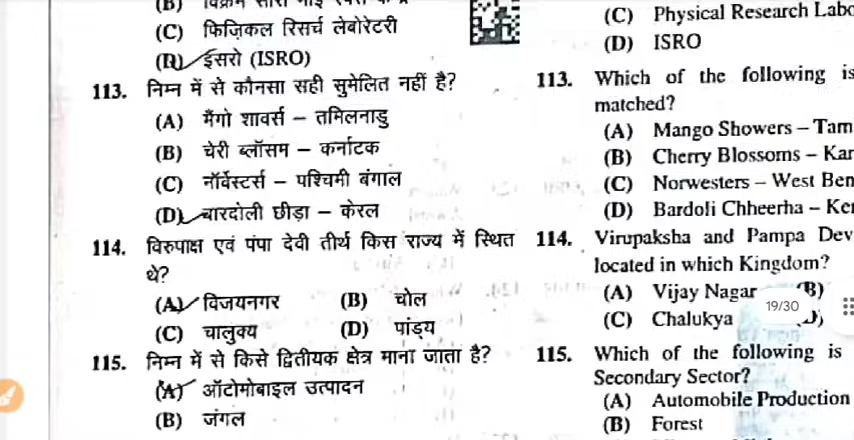 (C) फिज़िकल रिसर्च लेबोरेटरी
(D) इसरो (ISRO)
113. निम्न में से कौनसा सही सुमेलित नहीं है?
(A) मैंगो शावर्स – तमिलनाडु
(B) चेरी ब्लॉसम – कर्नाटक
(C) नॉर्वेस्टर्स – पश्चिमी बंगाल
(D) बारदोली छीड़ा – केरल
114. विरुपाक्ष एवं पंपा देवी तीर्थ किस राज्य में स्थित
थे?
(A) विजयनगर (B) चोल
(C) चालुक्य (D) पांड्य
115. निम्न में से किसे द्वितीयक क्षेत्र माना जाता है?
(A) ऑटोमोबाइल उत्पादन
(B) जंगल
(C) Physical Research Labo
(D) ISRO
113. Which of the following is
matched?
(A) Mango Showers – Tam
(B) Cherry Blossoms – Kar
(C) Norwesters – West Ben
(D) Bardoli Chheerha – Ke
114. Virupaksha and Pampa Dev
located in which Kingdom?
(A) Vijay Nagar (B)
(C) Chalukya
19/30
115. Which of the following is
Secondary Sector?
(A) Automobile Production
(B) Forest